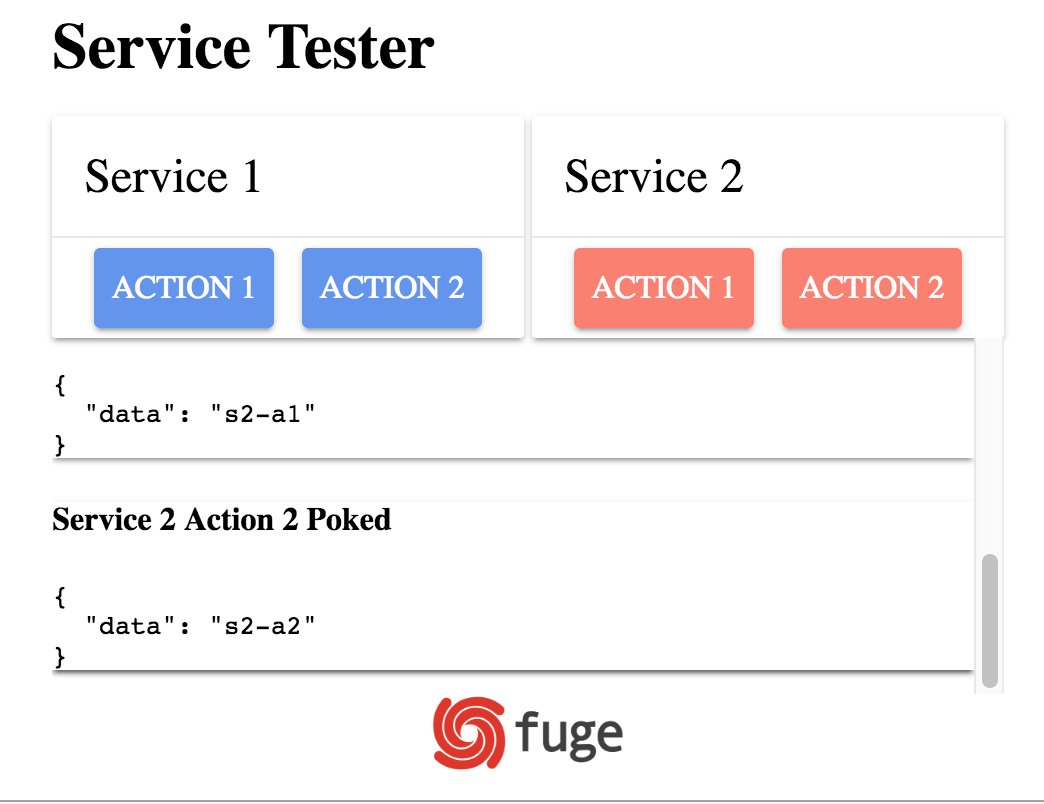 Service Tester
Service 1
Service 2
ACTION 1
ACTION 2
ACTION 1
ACTION 2
{
  "data": "s2-a1"
}
Service 2 Action 2 Poked
{
  "data": "s2-a2"
}
fuge